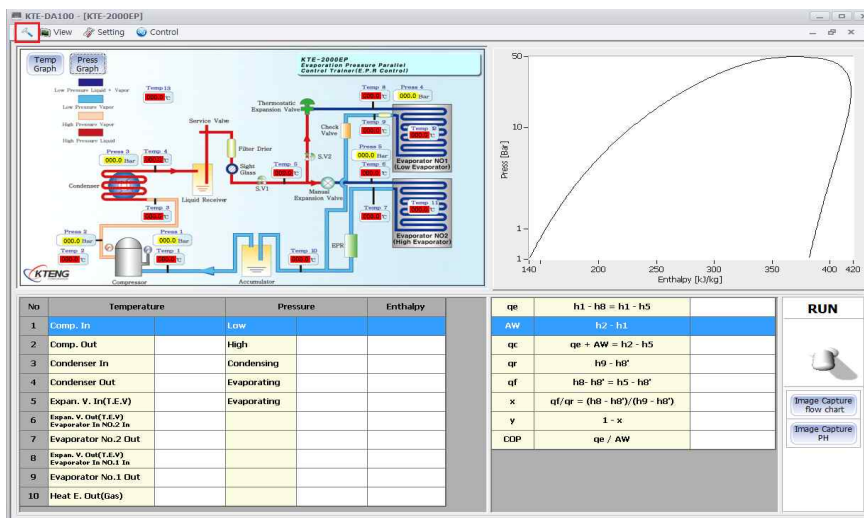 KTE-DA100 - [KTE-2000EP]
View Setting Control
Temp Graph
Press Graph
Low Pressure Liquid + Vapor
Low Pressure Vapor
High Pressure Vapor
High Pressure Liquid
KTE-2000EP
Evaporation Pressure Parallel
Control Trainer(E.P.R Control)
Temp 13
Service Valve
Thermostatic
Expansion Valve
Temp 8
Press 4
000.0 Bar
Check
Valve
Temp 9
Press 3
000.0 Bar
Temp 4
Filter Drier
Sight
Glass
S.V2
Temp 5
Press 5
000.0 Bar
Temp 6
Evaporator NO1
(Low Evaporator)
Condenser
Liquid Receiver
S.V1
Manual
Expansion Valve
Temp 3
Temp 7
Press 2
000.0 Bar
Temp 2
Press 1
000.0 Bar
Temp 1
Temp 10
EPR
Evaporator NO2
(High Evaporator)
KTENG
Compressor
Accumulator
Press [Bar]
50
10
1
1
140 200 250 300 350 400 420
Enthalpy [kJ/kg]
No Temperature Pressure Enthalpy
1 Comp. In Low
2 Comp. Out High
3 Condenser In Condensing
4 Condenser Out Evaporating
5 Expan. V. In(T.E.V) Evaporating
6 Expan. V. Out(T.E.V)
Evaporator In NO.2 In
7 Evaporator No.2 Out
8 Expan. V. Out(T.E.V)
Evaporator In NO.1 In
9 Evaporator No.1 Out
10 Heat E. Out(Gas)
qe h1 - h8 = h1 - h5
AW h2 - h1
qc qe + AW = h2 - h5
qr h9 - h8'
qf h8- h8' = h5 - h8'
x qf/qr = (h8 - h8')/(h9 - h8')
y 1 - x
COP qe / AW
RUN
Image Capture
flow chart
Image Capture
PH